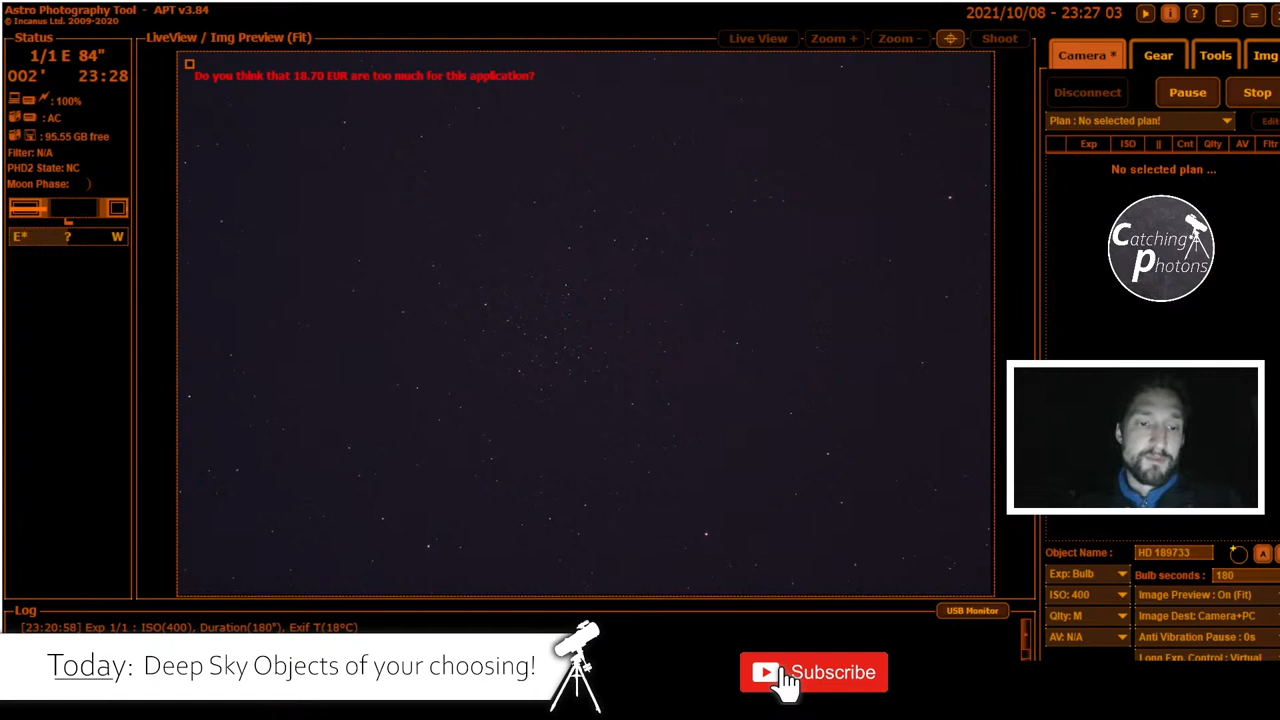 Astro Photography Tool - APT v3.84
© Incanus Ltd. 2009-2020
2021/10/08 - 23:27 03
Status
1/1 E 84"
002' 23:28
: 100%
: AC
: 95.55 GB free
Filter: N/A
PHD2 State: NC
Moon Phase: )
E* ? W
LiveView / Img Preview (Fit)
Live View Zoom + Zoom - Shoot
Do you think that 18.70 EUR are too much for this application?
Camera * Gear Tools Img
Disconnect Pause Stop
Plan : No selected plan! Edit
Exp ISO || Cnt Qlty AV Fltr
No selected plan ...
Catching
Photons
Object Name : HD 189733 A
Exp: Bulb Bulb seconds : 180
ISO: 400 Image Preview : On (Fit)
Qlty: M Image Dest: Camera+PC
AV: N/A Anti Vibration Pause : 0s
Long Exp. Control : Virtual
Log USB Monitor
[23:20:58] Exp 1/1 : ISO(400), Duration(180"), Exif T(18°C)
Today: Deep Sky Objects of your choosing!
Subscribe